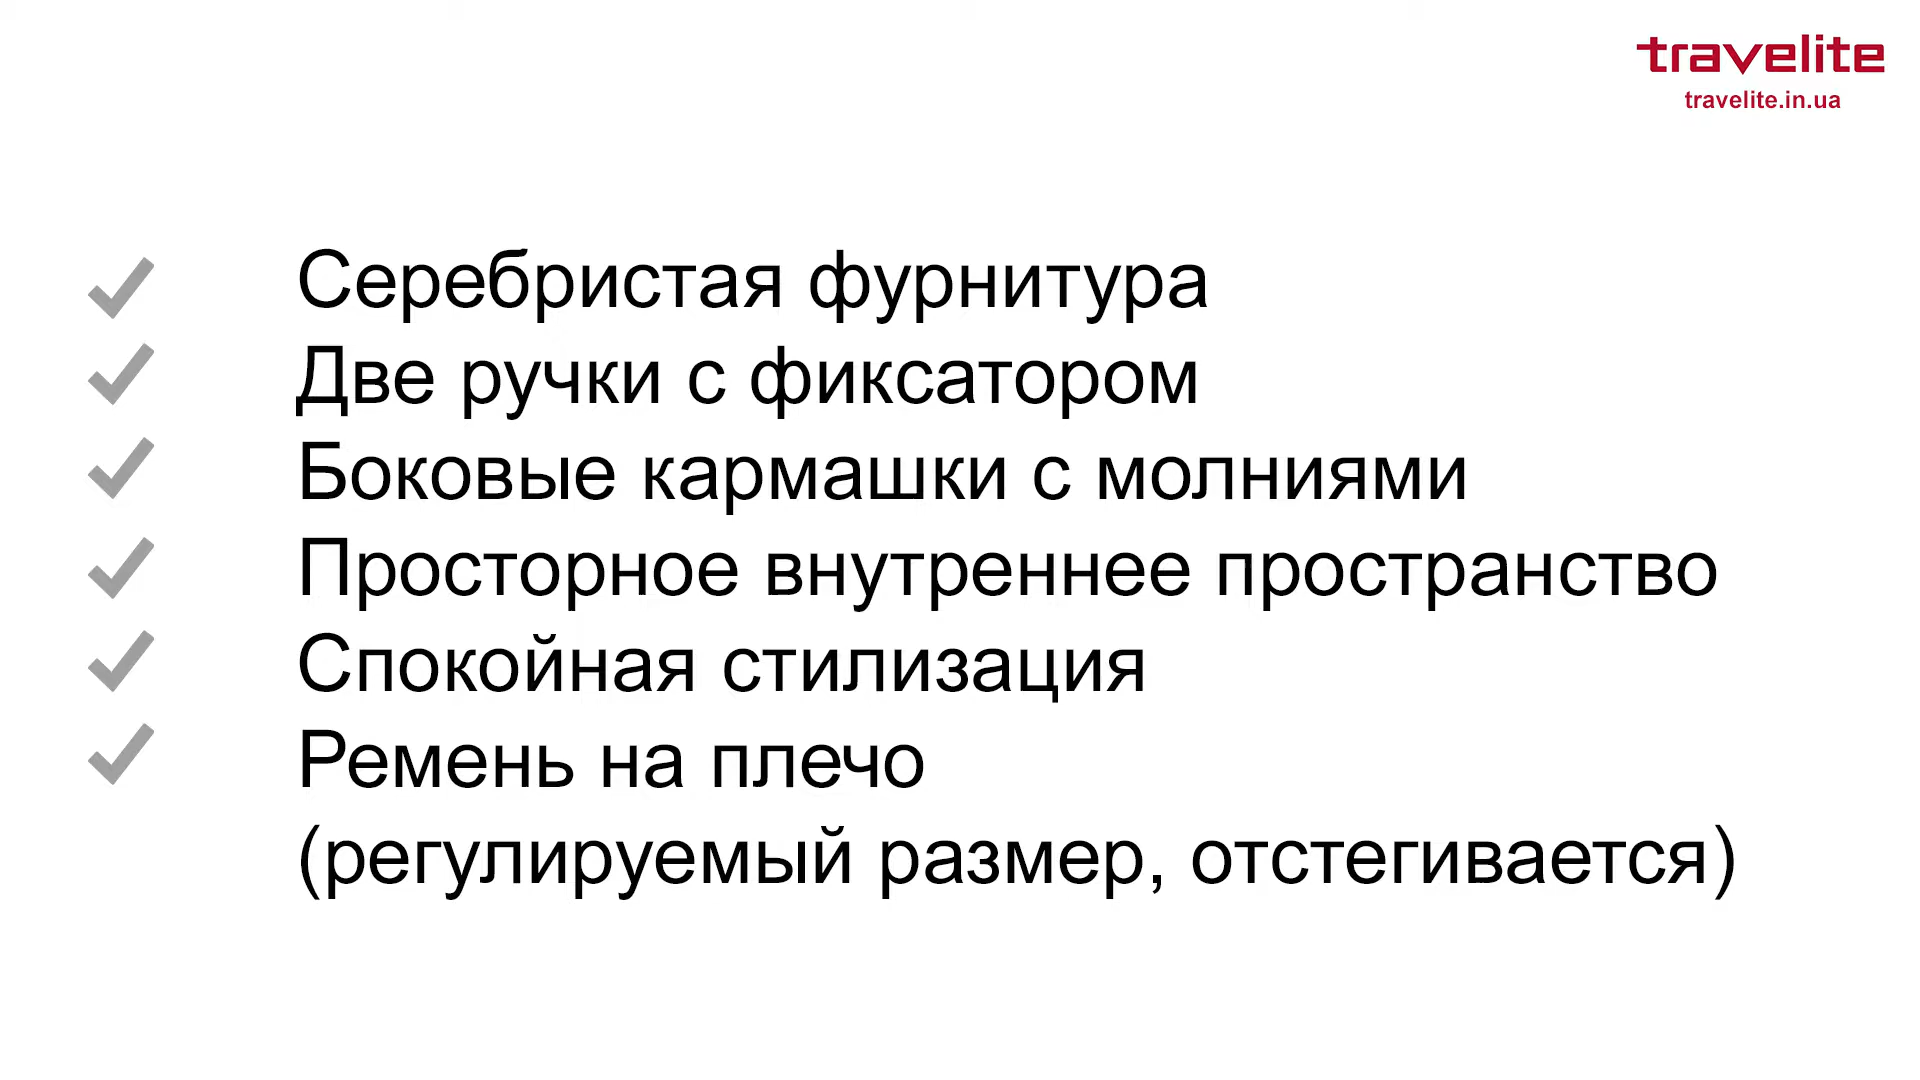 travelite
travelite.in.ua
Серебристая фурнитура
Две ручки с фиксатором
Боковые кармашки с молниями
Просторное внутреннее пространство
Спокойная стилизация
Ремень на плечо
(регулируемый размер, отстегивается)